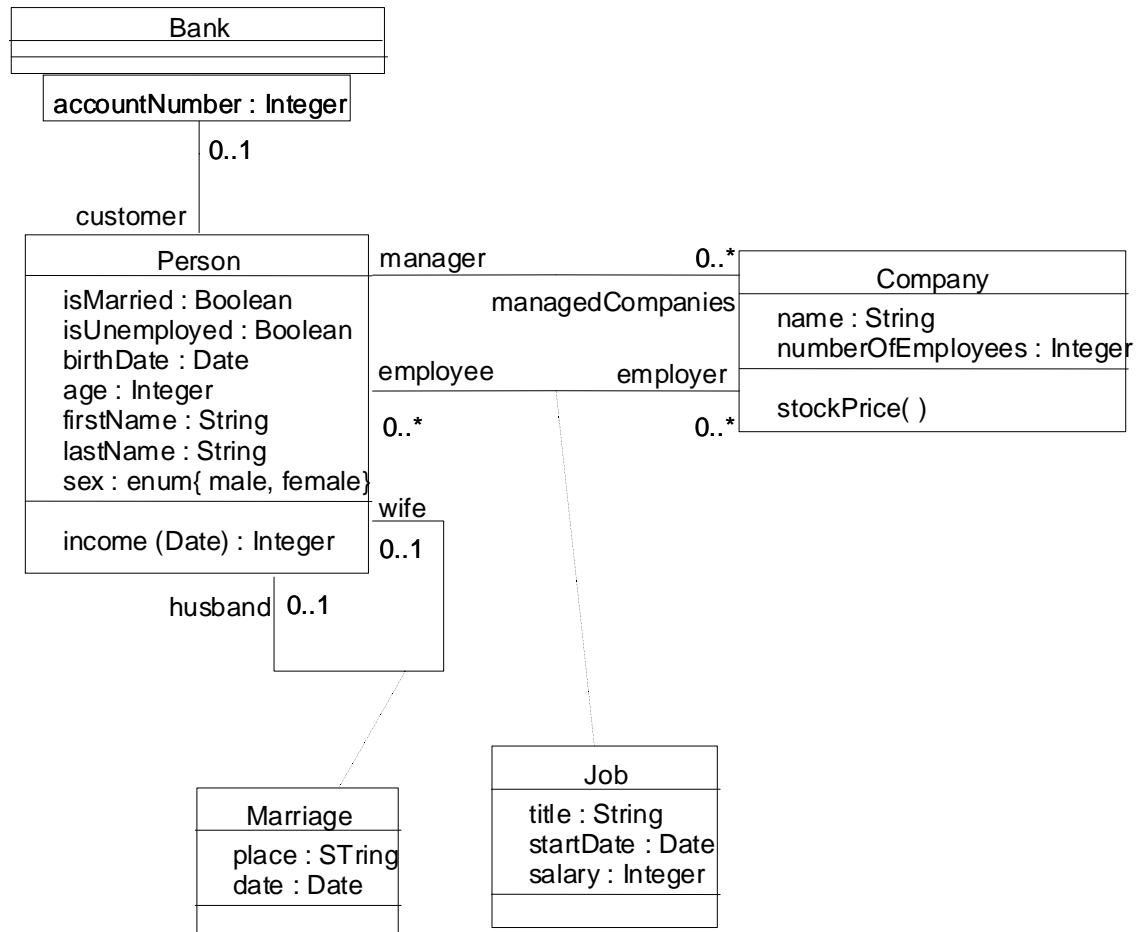 Bank
accountNumber : Integer
0..1
customer
Person
isMarried : Boolean
isUnemployed : Boolean
birthDate : Date
age : Integer
firstName : String
lastName : String
sex : enum{ male, female}
income (Date) : Integer
manager
0..*
managedCompanies
employee
employer
0..*
0..*
Company
name : String
numberOfEmployees : Integer
stockPrice( )
wife
0..1
husband
0..1
Marriage
place : STring
date : Date
Job
title : String
startDate : Date
salary : Integer